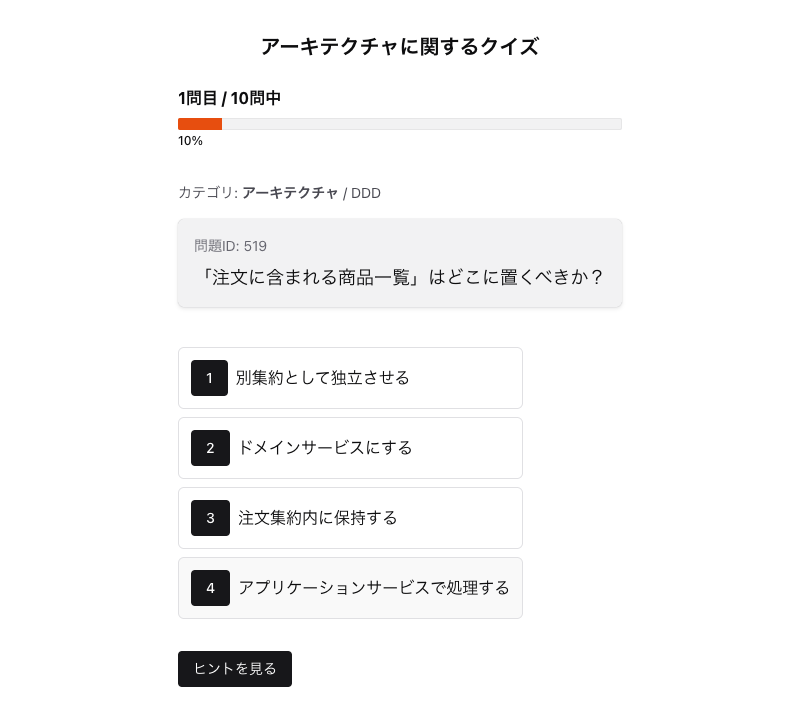 アーキテクチャに関するクイズ
1問目 / 10問中
10%
カテゴリ: アーキテクチャ / DDD
問題ID: 519
「注文に含まれる商品一覧」はどこに置くべきか？
1 別集約として独立させる
2 ドメインサービスにする
3 注文集約内に保持する
4 アプリケーションサービスで処理する
ヒントを見る